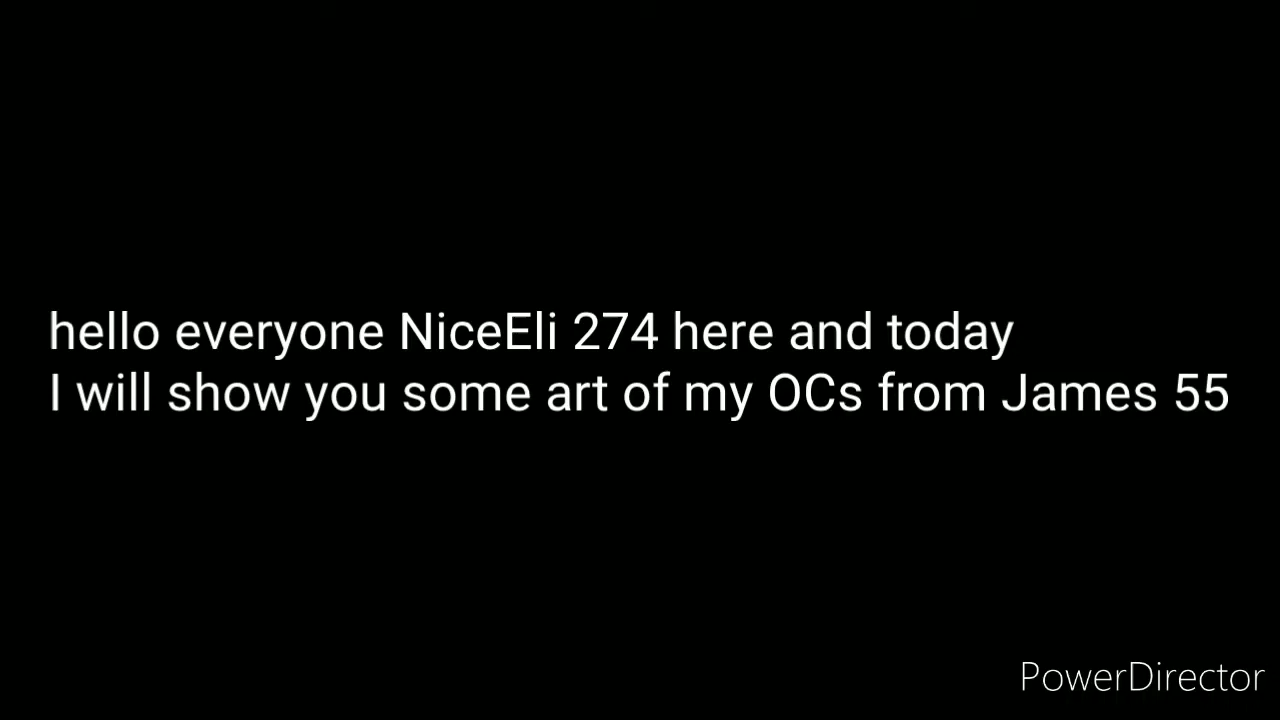 hello everyone NiceEli 274 here and today
I will show you some art of my OCs from James 55
PowerDirector